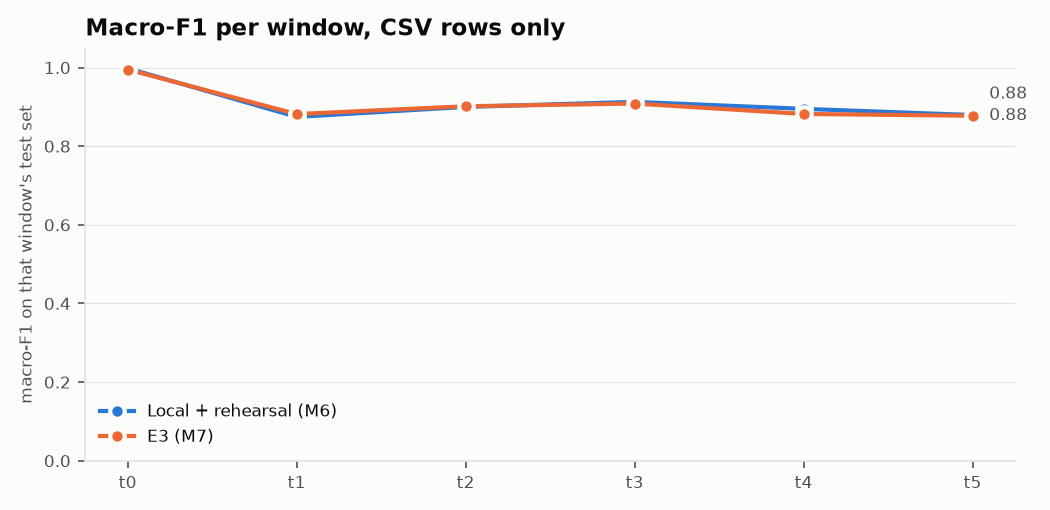 Macro-F1 per window, CSV rows only
macro-F1 on that window's test set
1.0
0.8
0.6
0.4
0.2
0.0
0.88
0.88
Local + rehearsal (M6)
E3 (M7)
t0
t1
t2
t3
t4
t5